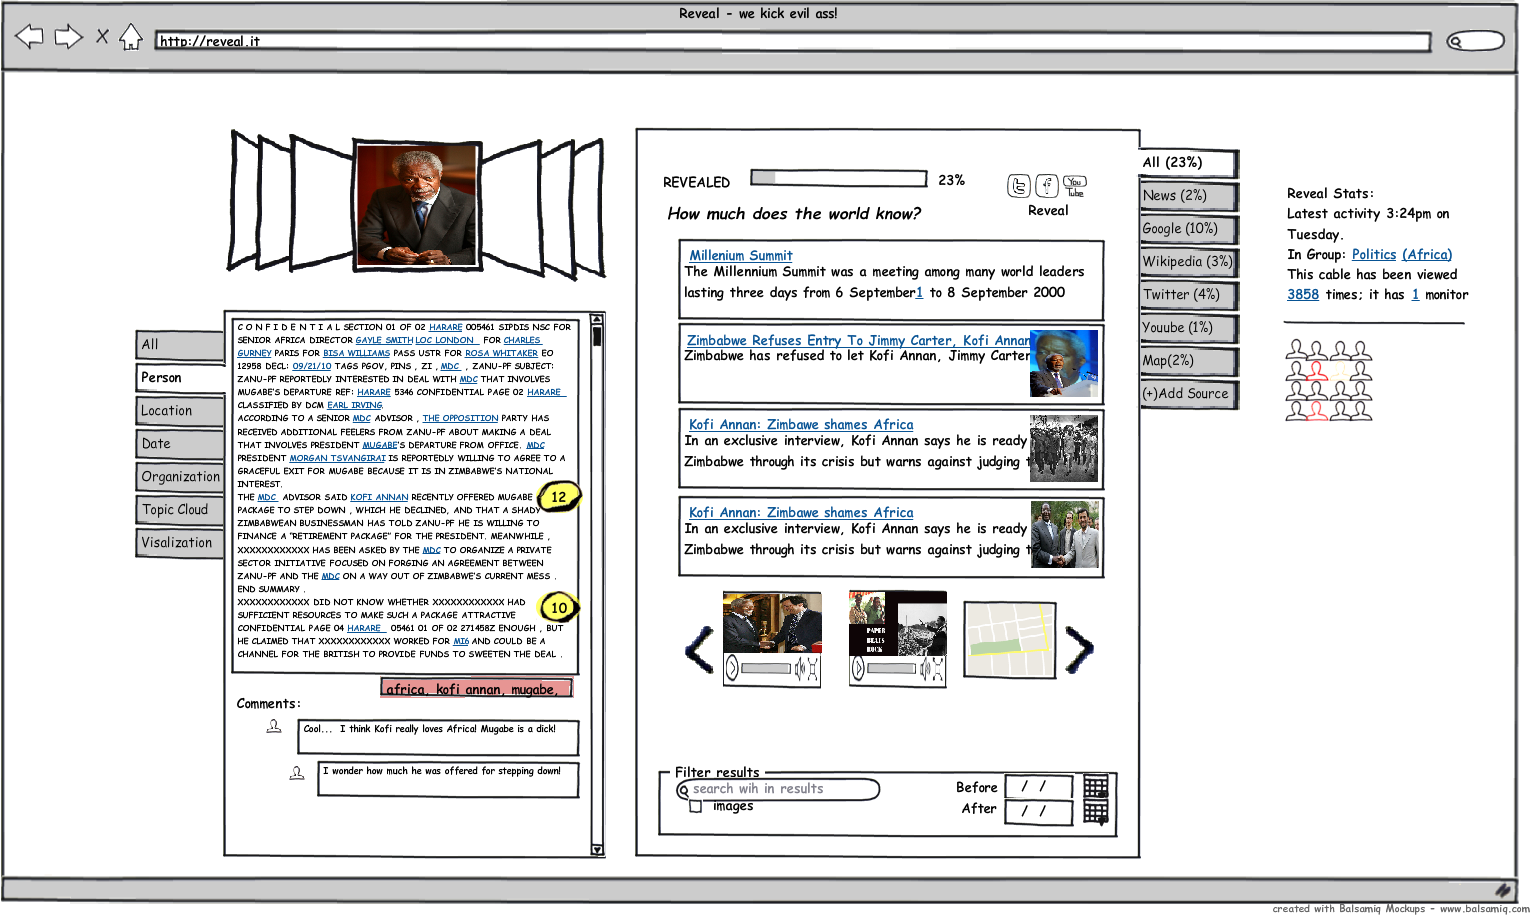 Reveal - we kick evil ass!
X
http://reveal.it
All
Person
Location
Date
Organization
Topic Cloud
Visalization
C O N F I D E N T I A L SECTION 01 OF 02 HARARE 005461 SIPDIS NSC FOR
SENIOR AFRICA DIRECTOR GAYLE SMITH LOC LONDON FOR CHARLES
GURNEY PARIS FOR BISA WILLIAMS PASS USTR FOR ROSA WHITAKER EO
12958 DECL: 09/21/10 TAGS PGOV, PINS , ZI , MDC , ZANU-PF SUBJECT:
ZANU-PF REPORTEDLY INTERESTED IN DEAL WITH MDC THAT INVOLVES
MUGABE'S DEPARTURE REF: HARARE 5346 CONFIDENTIAL PAGE 02 HARARE
CLASSIFIED BY DCM EARL IRVING.
ACCORDING TO A SENIOR MDC ADVISOR , THE OPPOSITION PARTY HAS
RECEIVED ADDITIONAL FEELERS FROM ZANU-PF ABOUT MAKING A DEAL
THAT INVOLVES PRESIDENT MUGABE'S DEPARTURE FROM OFFICE. MDC
PRESIDENT MORGAN TSVANGIRAI IS REPORTEDLY WILLING TO AGREE TO A
GRACEFUL EXIT FOR MUGABE BECAUSE IT IS IN ZIMBABWE'S NATIONAL
INTEREST.
THE MDC ADVISOR SAID KOFI ANNAN RECENTLY OFFERED MUGABE
12
PACKAGE TO STEP DOWN , WHICH HE DECLINED, AND THAT A SHADY
ZIMBABWEAN BUSINESSMAN HAS TOLD ZANU-PF HE IS WILLING TO
FINANCE A "RETIREMENT PACKAGE" FOR THE PRESIDENT. MEANWHILE ,
XXXXXXXXXXXX HAS BEEN ASKED BY THE MDC TO ORGANIZE A PRIVATE
SECTOR INITIATIVE FOCUSED ON FORGING AN AGREEMENT BETWEEN
ZANU-PF AND THE MDC ON A WAY OUT OF ZIMBABWE'S CURRENT MESS .
END SUMMARY .
XXXXXXXXXXXX DID NOT KNOW WHETHER XXXXXXXXXXXX HAD
10
SUFFICIENT RESOURCES TO MAKE SUCH A PACKAGE ATTRACTIVE
CONFIDENTIAL PAGE 04 HARARE 05461 01 OF 02 271458Z ENOUGH , BUT
HE CLAIMED THAT XXXXXXXXXXXX WORKED FOR MI6 AND COULD BE A
CHANNEL FOR THE BRITISH TO PROVIDE FUNDS TO SWEETEN THE DEAL .
africa, kofi annan, mugabe,
Comments:
Cool... I think Kofi really loves Africa! Mugabe is a dick!
I wonder how much he was offered for stepping down!
REVEALED
23%
How much does the world know?
t
f
You
Tube
Reveal
Millenium Summit
The Millennium Summit was a meeting among many world leaders
lasting three days from 6 September1 to 8 September 2000
Zimbabwe Refuses Entry To Jimmy Carter, Kofi Annan
Zimbabwe has refused to let Kofi Annan, Jimmy Carter
Kofi Annan: Zimbawe shames Africa
In an exclusive interview, Kofi Annan says he is ready
Zimbabwe through its crisis but warns against judging t
Kofi Annan: Zimbawe shames Africa
In an exclusive interview, Kofi Annan says he is ready
Zimbabwe through its crisis but warns against judging t
PAPER
BEATS
ROCK
Filter results
search wih in results
images
Before
/ /
After
/ /
All (23%)
News (2%)
Google (10%)
Wikipedia (3%)
Twitter (4%)
Youube (1%)
Map(2%)
(+)Add Source
Reveal Stats:
Latest activity 3:24pm on
Tuesday.
In Group: Politics (Africa)
This cable has been viewed
3858 times; it has 1 monitor
created with Balsamiq Mockups - www.balsamiq.com